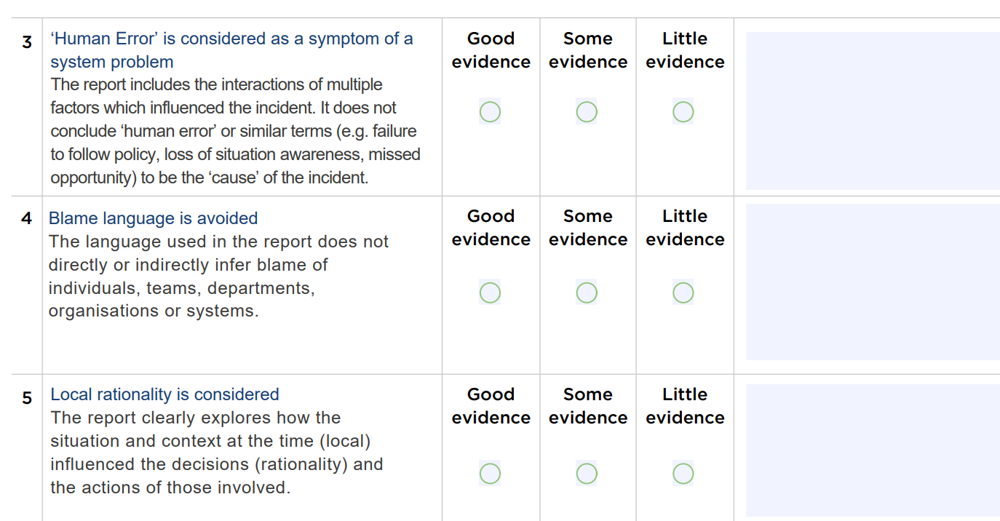 3
‘Human Error’ is considered as a symptom of a
system problem
The report includes the interactions of multiple
factors which influenced the incident. It does not
conclude ‘human error’ or similar terms (e.g. failure
to follow policy, loss of situation awareness, missed
opportunity) to be the ‘cause’ of the incident.
Good evidence
Some evidence
Little evidence
4
Blame language is avoided
The language used in the report does not
directly or indirectly infer blame of
individuals, teams, departments,
organisations or systems.
Good evidence
Some evidence
Little evidence
5
Local rationality is considered
The report clearly explores how the
situation and context at the time (local)
influenced the decisions (rationality) and
the actions of those involved.
Good evidence
Some evidence
Little evidence